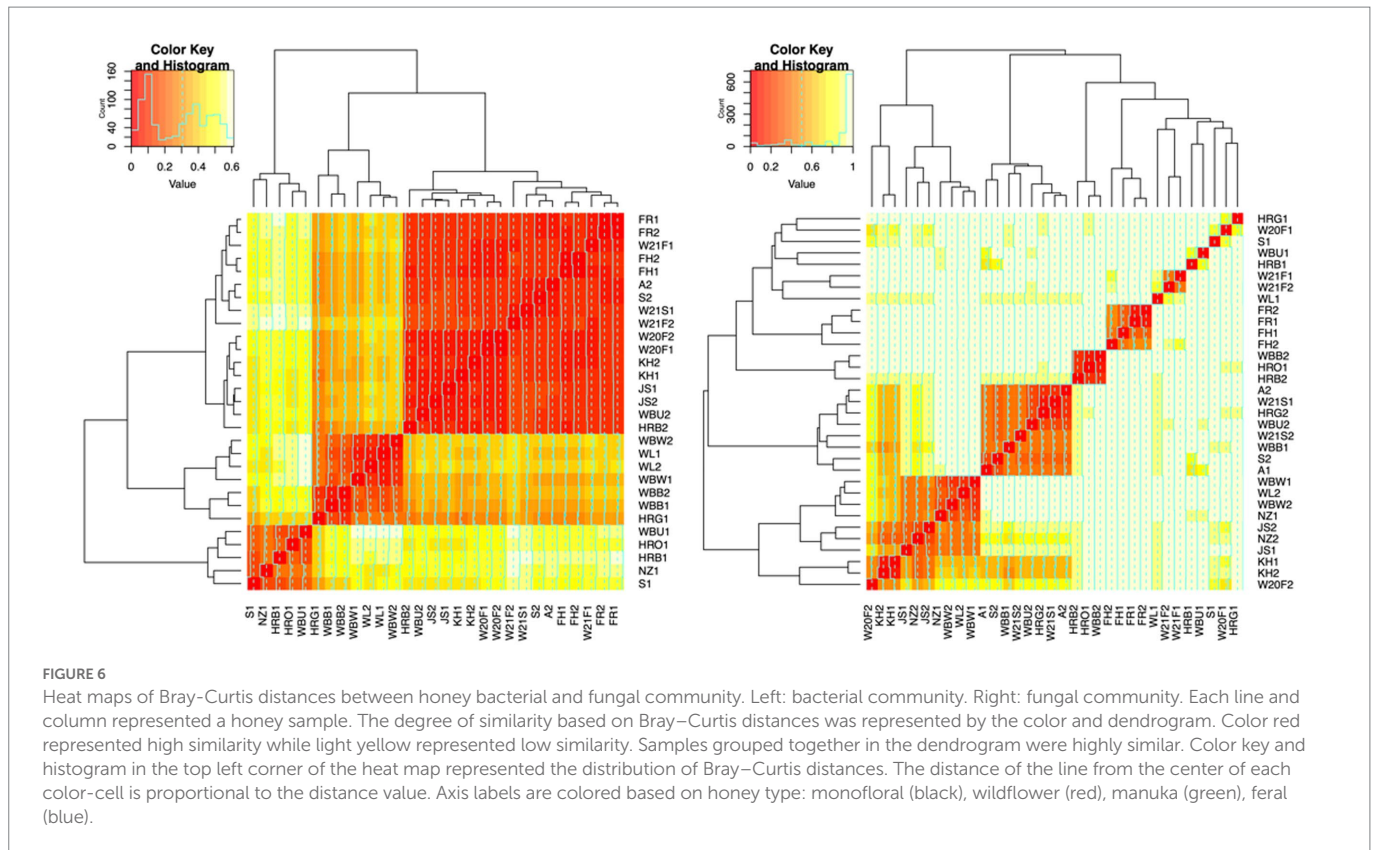 Color Key
and Histogram
Count
0 40 80 120 160
0 0.2 0.4 0.6
Value
FR1
FR2
W21F1
FH2
FH1
A2
S2
W21S1
W21F2
W20F2
W20F1
KH2
KH1
JS1
JS2
WBU2
HRB2
WBW2
WL1
WL2
WBW1
WBB2
WBB1
HRG1
WBU1
HRO1
HRB1
NZ1
S1
S1 NZ1 HRB1 HRO1 WBU1 HRG1 WBB1 WBB2 WBW1 WL2 WL1 WBW2 HRB2 WBU2 JS2 JS1 KH1 KH2 W20F1 W20F2 W21F2 W21S1 S2 A2 FH1 FH2 W21F1 FR2 FR1
Color Key
and Histogram
Count
0 300 600
0 0.2 0.6 1
Value
HRG1
W20F1
S1
WBU1
HRB1
W21F1
W21F2
WL1
FR2
FR1
FH1
FH2
WBB2
HRO1
HRB2
A2
W21S1
HRG2
WBU2
W21S2
WBB1
S2
A1
WBW1
WL2
WBW2
NZ1
JS2
NZ2
JS1
KH1
KH2
W20F2
W20F2 KH2 KH1 JS1 NZ2 JS2 NZ1 WBW2 WL2 WBW1 A1 S2 WBB1 W21S2 WBU2 HRG2 W21S1 A2 HRB2 HRO1 WBB2 FH2 FH1 FR1 FR2 WL1 W21F2 W21F1 HRB1 WBU1 S1 W20F1 HRG1
FIGURE 6
Heat maps of Bray-Curtis distances between honey bacterial and fungal community. Left: bacterial community. Right: fungal community. Each line and
column represented a honey sample. The degree of similarity based on Bray–Curtis distances was represented by the color and dendrogram. Color red
represented high similarity while light yellow represented low similarity. Samples grouped together in the dendrogram were highly similar. Color key and
histogram in the top left corner of the heat map represented the distribution of Bray–Curtis distances. The distance of the line from the center of each
color-cell is proportional to the distance value. Axis labels are colored based on honey type: monofloral (black), wildflower (red), manuka (green), feral
(blue).